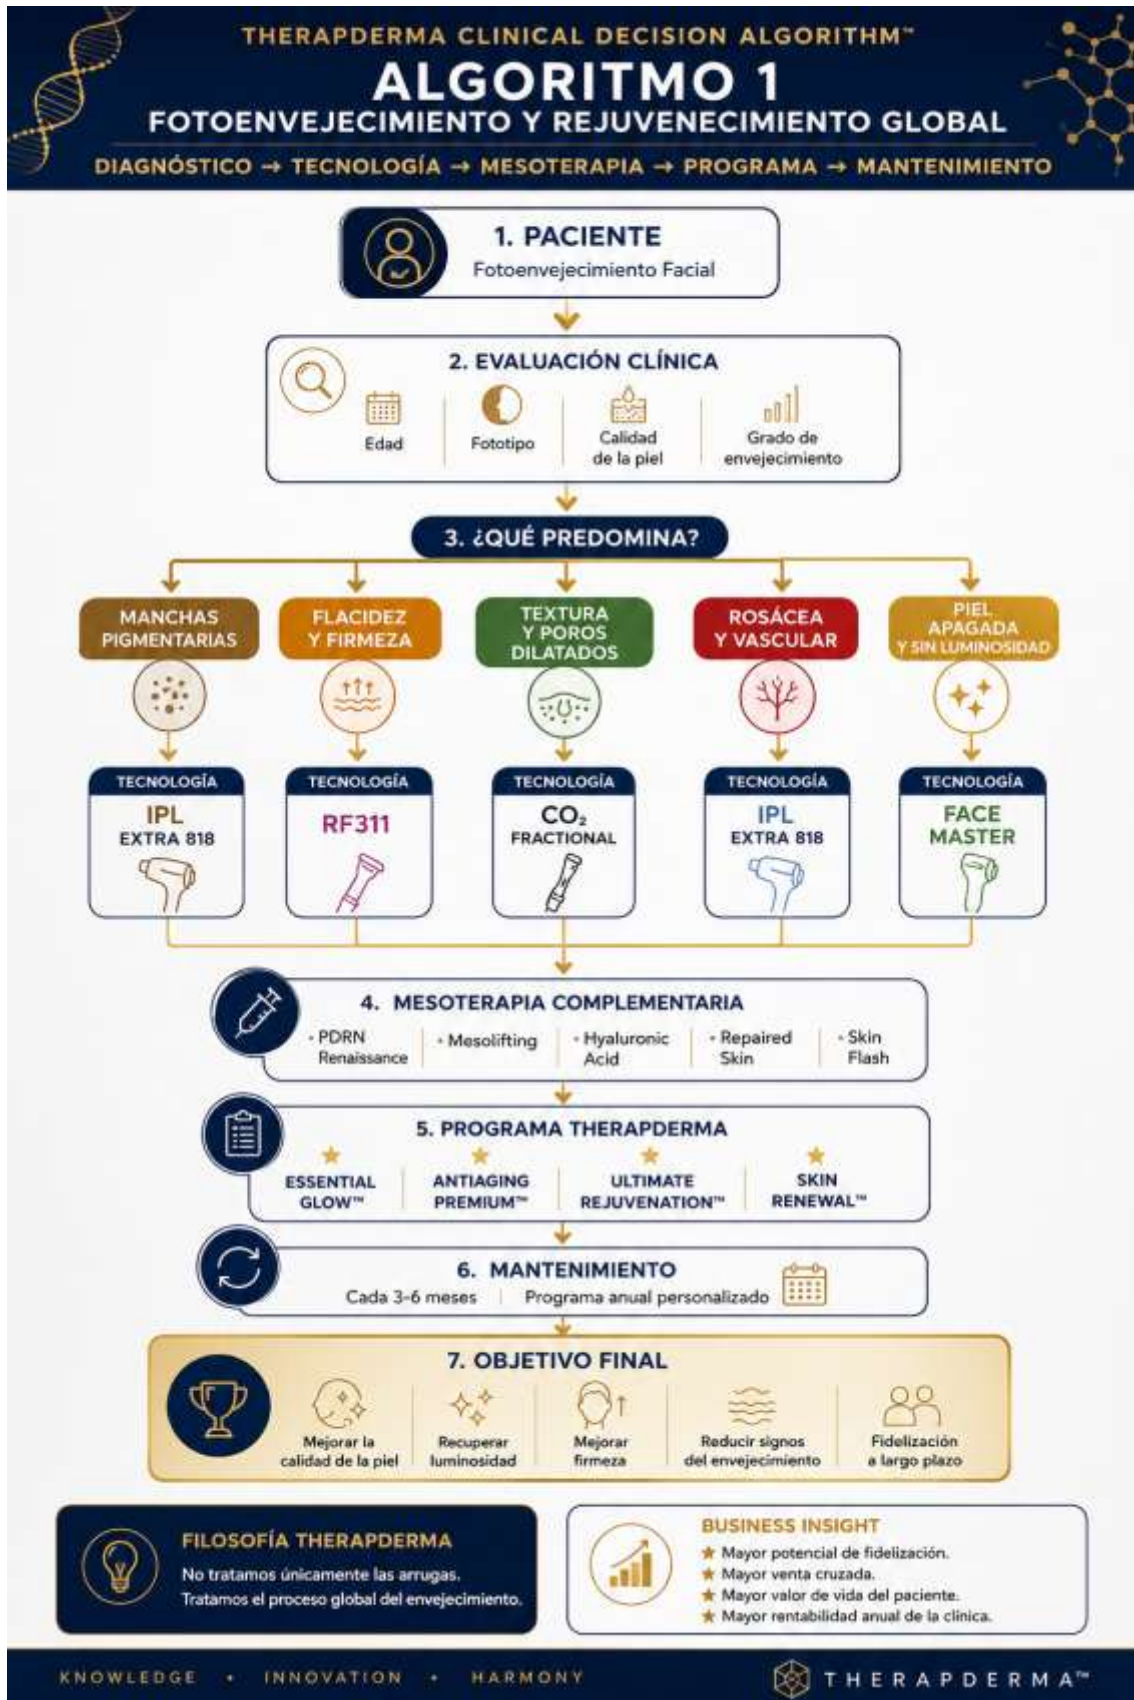 THERAPDERMA CLINICAL DECISION ALGORITHM™
ALGORITMO 1
FOTOENVEJECIMIENTO Y REJUVENECIMIENTO GLOBAL
DIAGNÓSTICO → TECNOLOGÍA → MESOTERAPIA → PROGRAMA → MANTENIMIENTO
1. PACIENTE
Fotoenvejecimiento Facial
2. EVALUACIÓN CLÍNICA
Edad
Fototipo
Calidad
de la piel
Grado de
envejecimiento
3. ¿QUÉ PREDOMINA?
MANCHAS
PIGMENTARIAS
FLACIDEZ
Y FIRMEZA
TEXTURA
Y POROS
DILATADOS
ROSÁCEA
Y VASCULAR
PIEL
APAGADA
Y SIN LUMINOSIDAD
TECNOLOGÍA
IPL
EXTRA 818
TECNOLOGÍA
RF311
TECNOLOGÍA
CO₂
FRACTIONAL
TECNOLOGÍA
IPL
EXTRA 818
TECNOLOGÍA
FACE
MASTER
4. MESOTERAPIA COMPLEMENTARIA
• PDRN
Renaissance
• Mesolifting
• Hyaluronic
Acid
• Repaired
Skin
• Skin
Flash
5. PROGRAMA THERAPDERMA
ESSENTIAL
GLOW™
ANTIAGING
PREMIUM™
ULTIMATE
REJUVENATION™
SKIN
RENEWAL™
6. MANTENIMIENTO
Cada 3-6 meses
Programa anual personalizado
7. OBJETIVO FINAL
Mejorar la
calidad de la piel
Recuperar
luminosidad
Mejorar
firmeza
Reducir signos
del envejecimiento
Fidelización
a largo plazo
FILOSOFÍA THERAPDERMA
No tratamos únicamente las arrugas.
Tratamos el proceso global del envejecimiento.
BUSINESS INSIGHT
★ Mayor potencial de fidelización.
★ Mayor venta cruzada.
★ Mayor valor de vida del paciente.
★ Mayor rentabilidad anual de la clínica.
KNOWLEDGE • INNOVATION • HARMONY
THERAPDERMA™